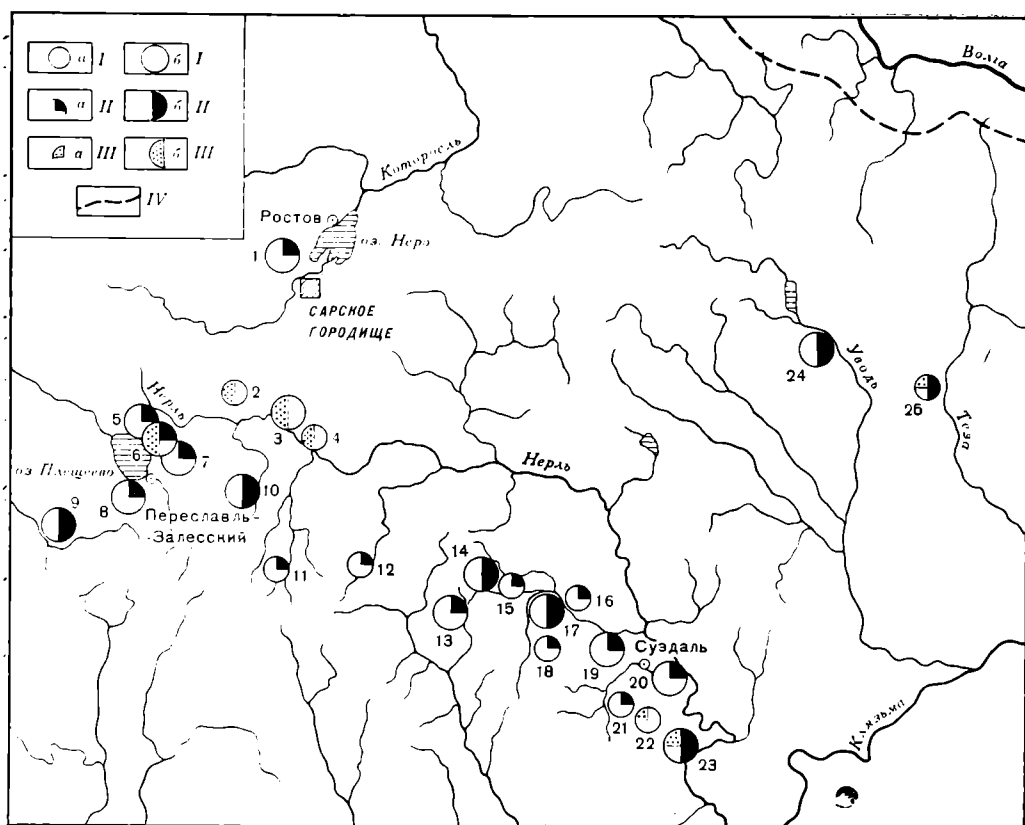 а I б I
а II б II
а III б III
IV
Волга
Которосль
Ростов
оз. Неро
1
САРСКОЕ
ГОРОДИЩЕ
Нерль
2
3
4
5
6
7
оз Плещеево
8
9
10
Переславль-
Залесский
11
12
Нерль
13
14
15
16
17
18
19
Суздаль
20
21
22
23
24
Уводь
25
Теза
Клязьма